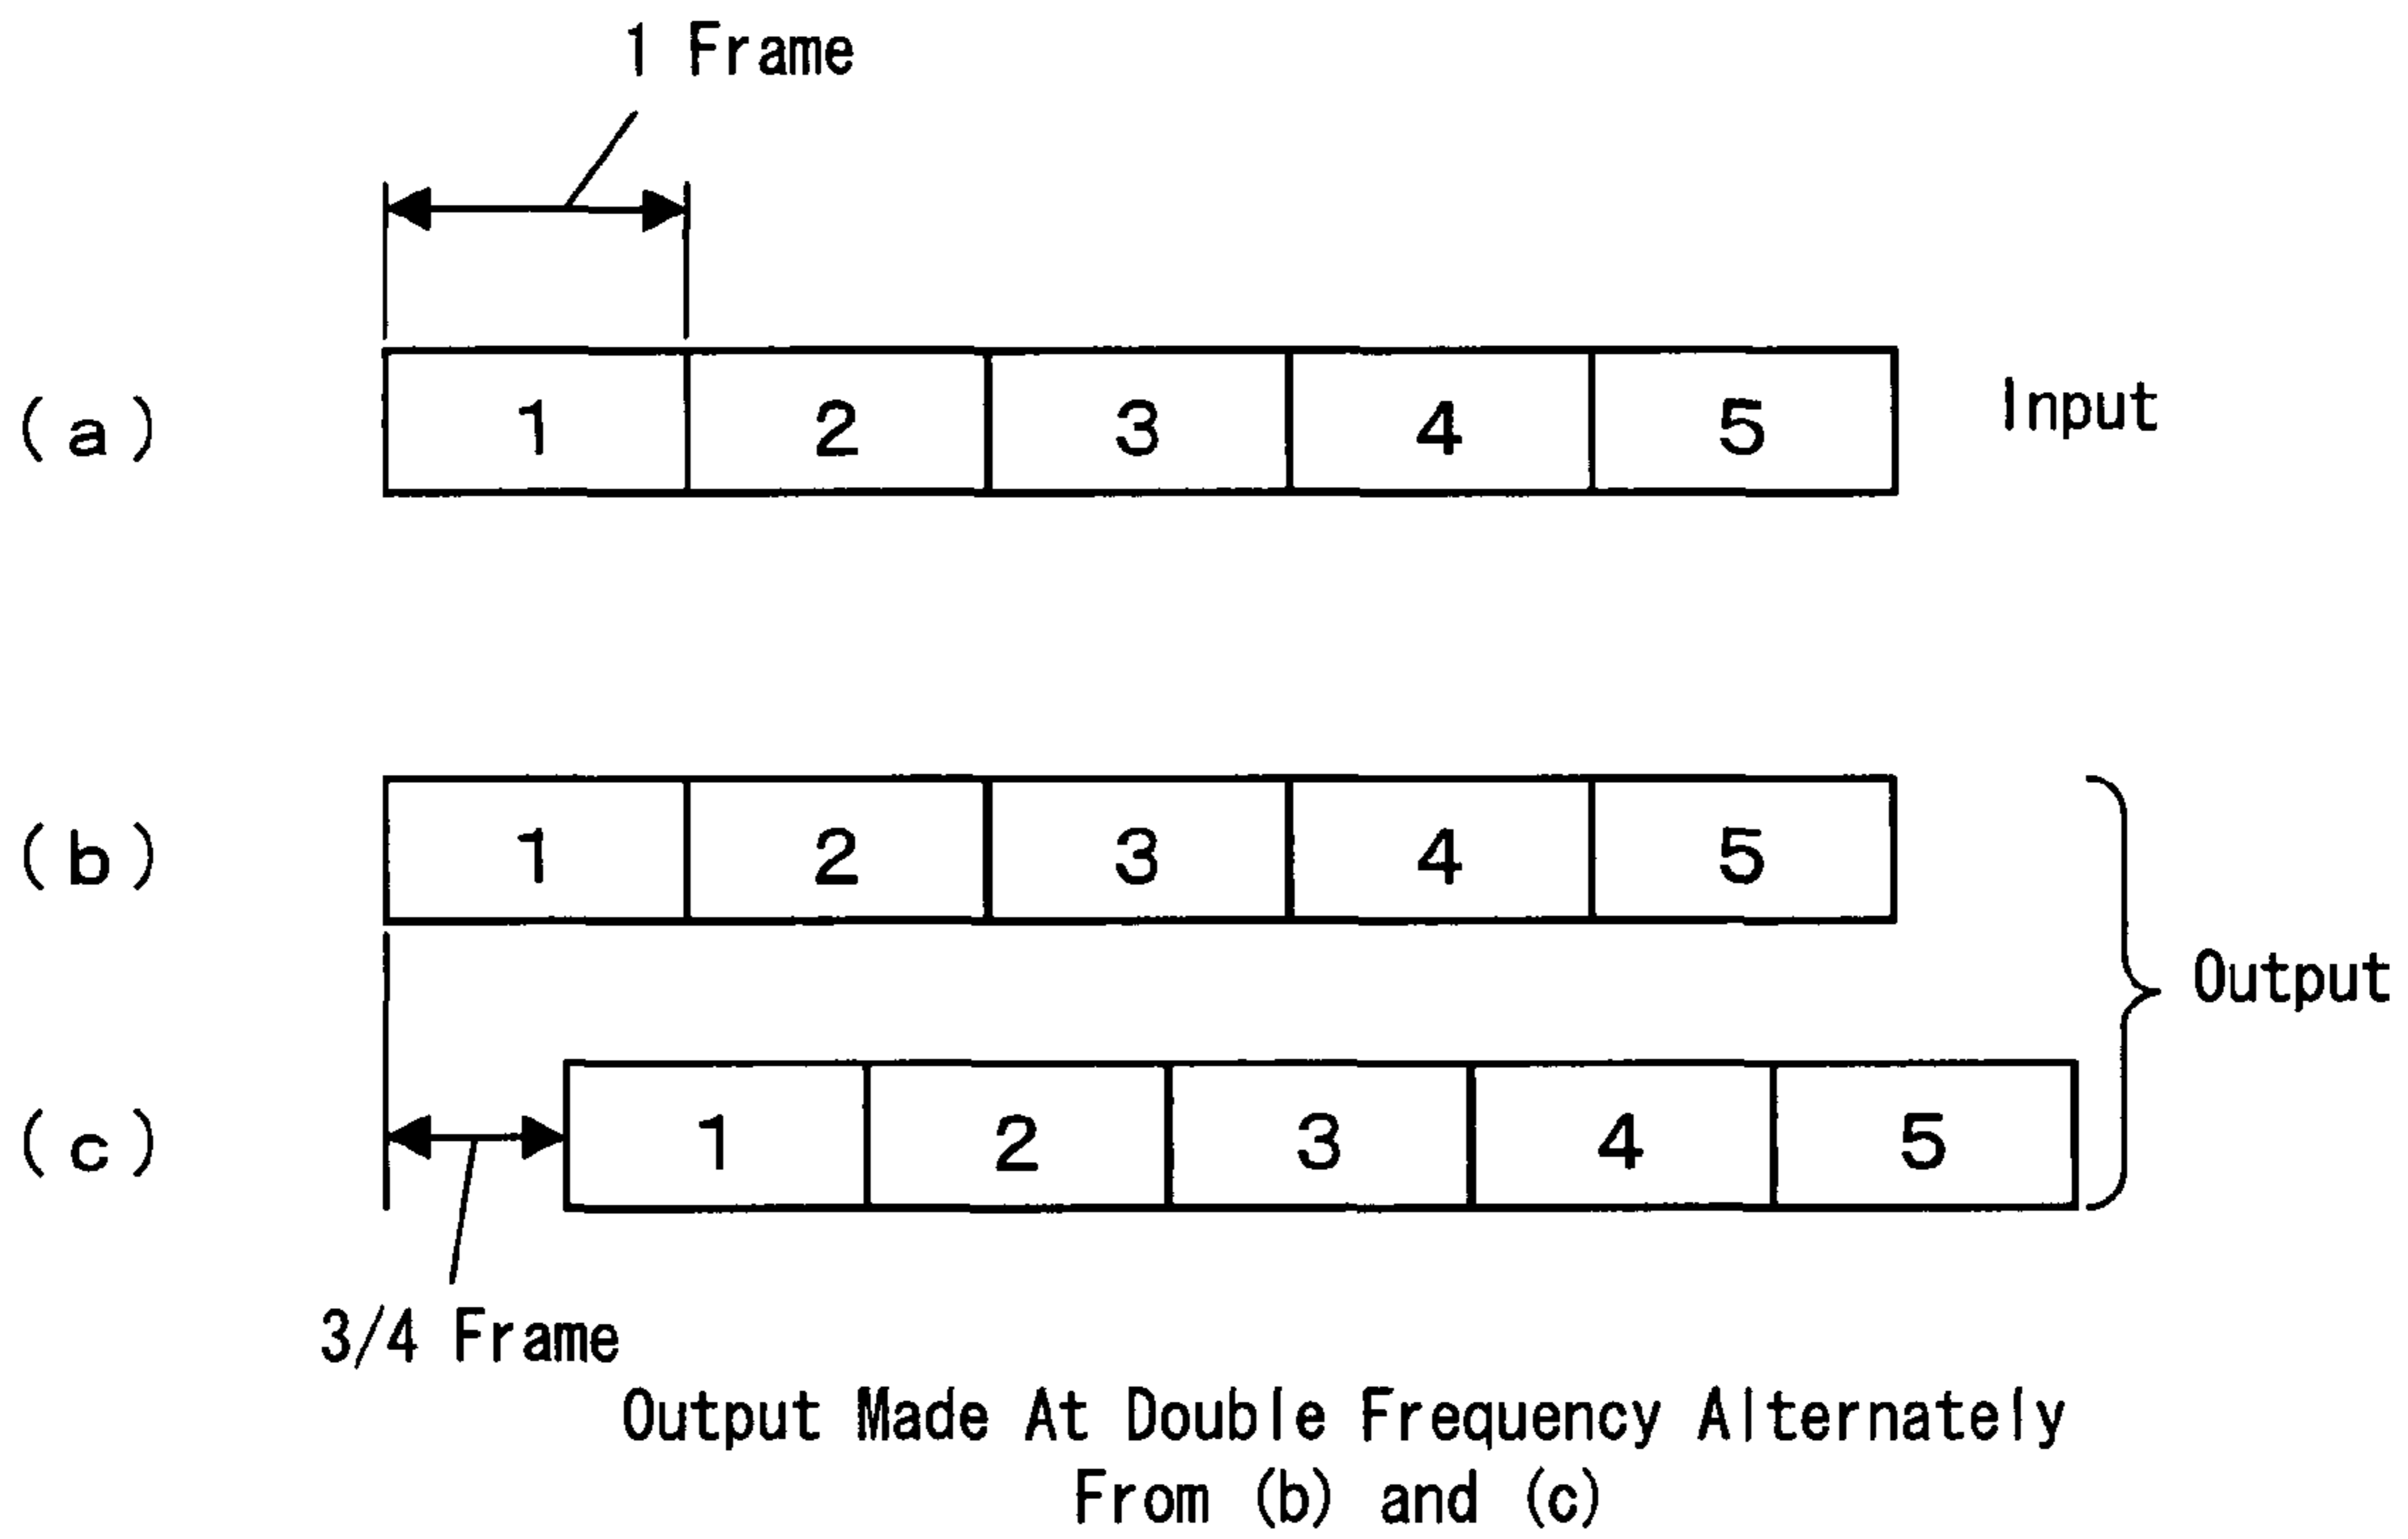 1 Frame
(a) 1 2 3 4 5 Input
(b) 1 2 3 4 5
Output
(c) 1 2 3 4 5
3/4 Frame
Output Made At Double Frequency Alternately
From (b) and (c)